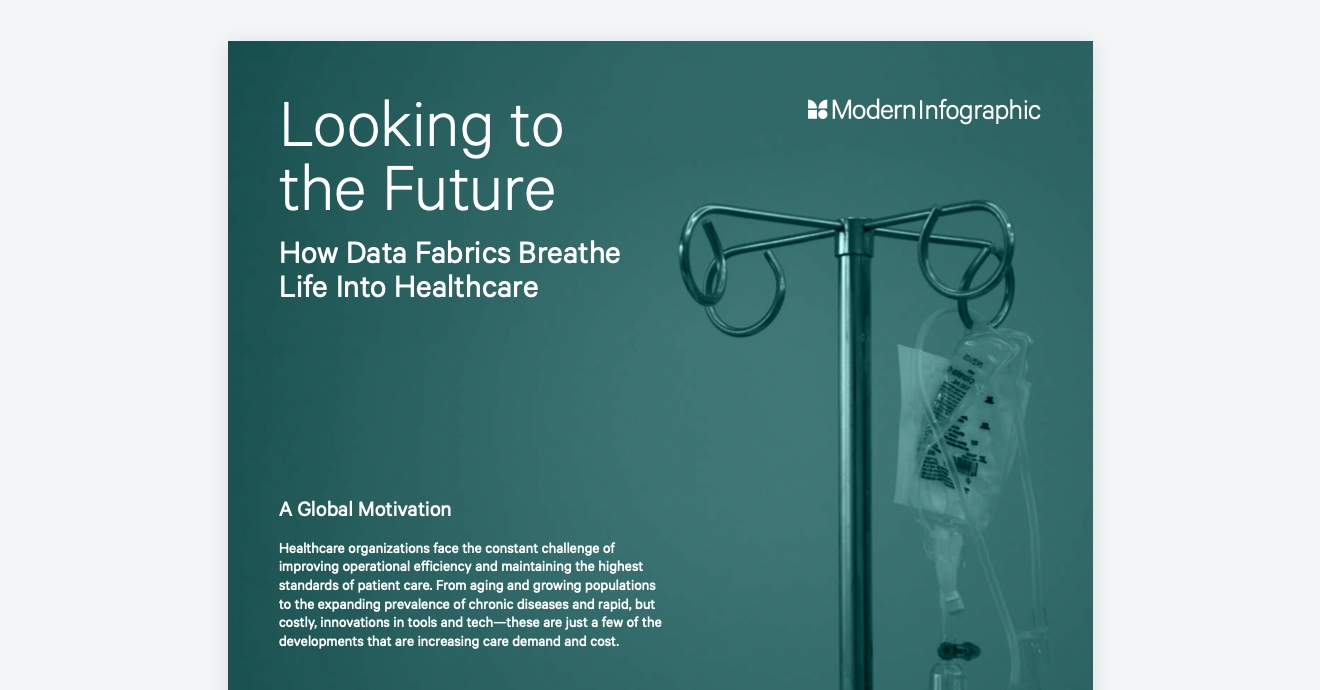 Looking to
the Future
ModernInfographic
How Data Fabrics Breathe
Life Into Healthcare
A Global Motivation
Healthcare organizations face the constant challenge of
improving operational efficiency and maintaining the highest
standards of patient care. From aging and growing populations
to the expanding prevalence of chronic diseases and rapid, but
costly, innovations in tools and tech—these are just a few of the
developments that are increasing care demand and cost.